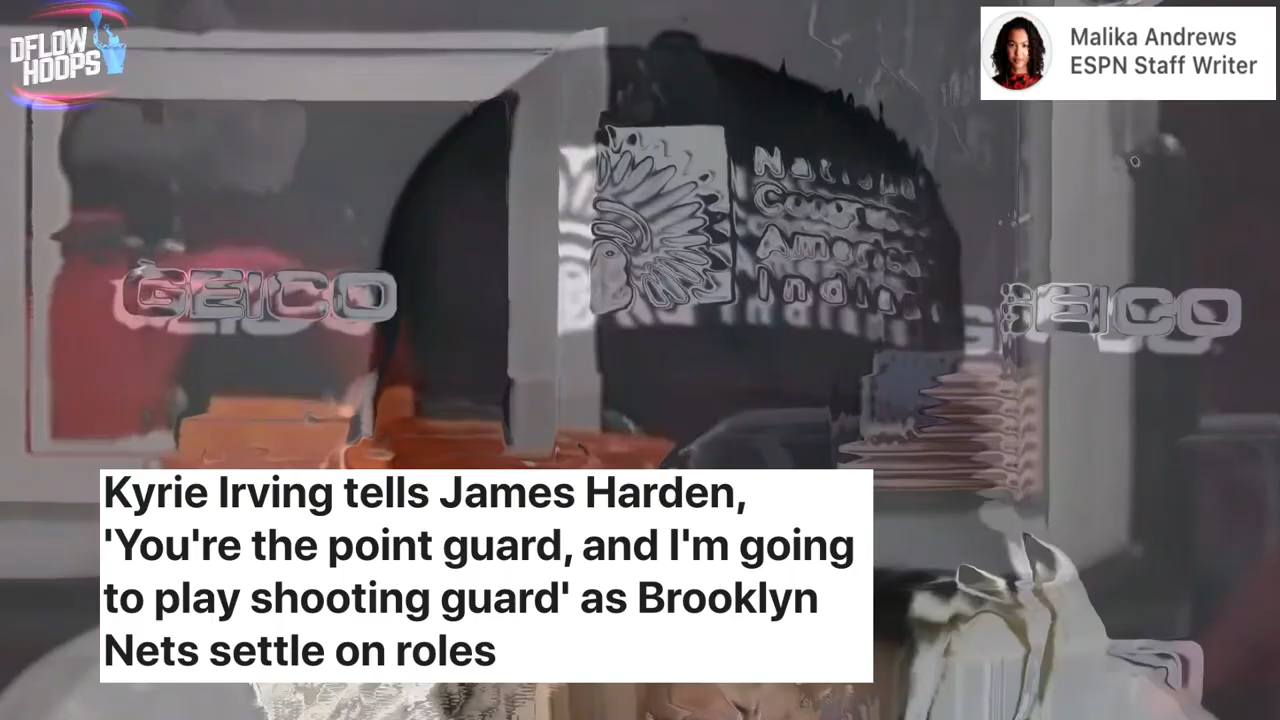 DFLOW
HOOPS
Malika Andrews
ESPN Staff Writer
GEICO
GEICO
Kyrie Irving tells James Harden,
'You're the point guard, and I'm going
to play shooting guard' as Brooklyn
Nets settle on roles